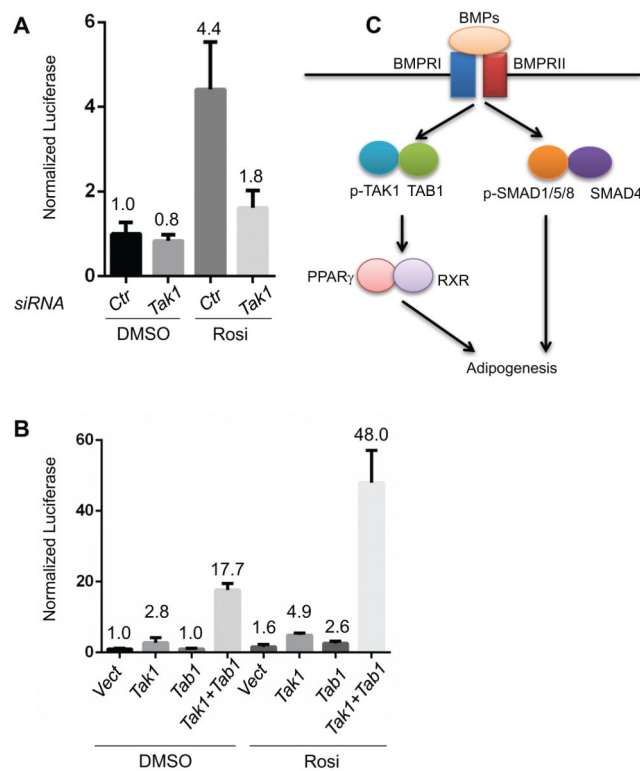 A
Normalized Luciferase
6
4
2
0
1.0
0.8
4.4
1.8
siRNA
Ctr
Tak1
Ctr
Tak1
DMSO
Rosi
C
BMPs
BMPRI
BMPRII
p-TAK1
TAB1
p-SMAD1/5/8
SMAD4
PPARγ
RXR
Adipogenesis
B
Normalized Luciferase
60
40
20
0
1.0
2.8
1.0
17.7
1.6
4.9
2.6
48.0
Vect
Tak1
Tab1
Tak1+Tab1
Vect
Tak1
Tab1
Tak1+Tab1
DMSO
Rosi